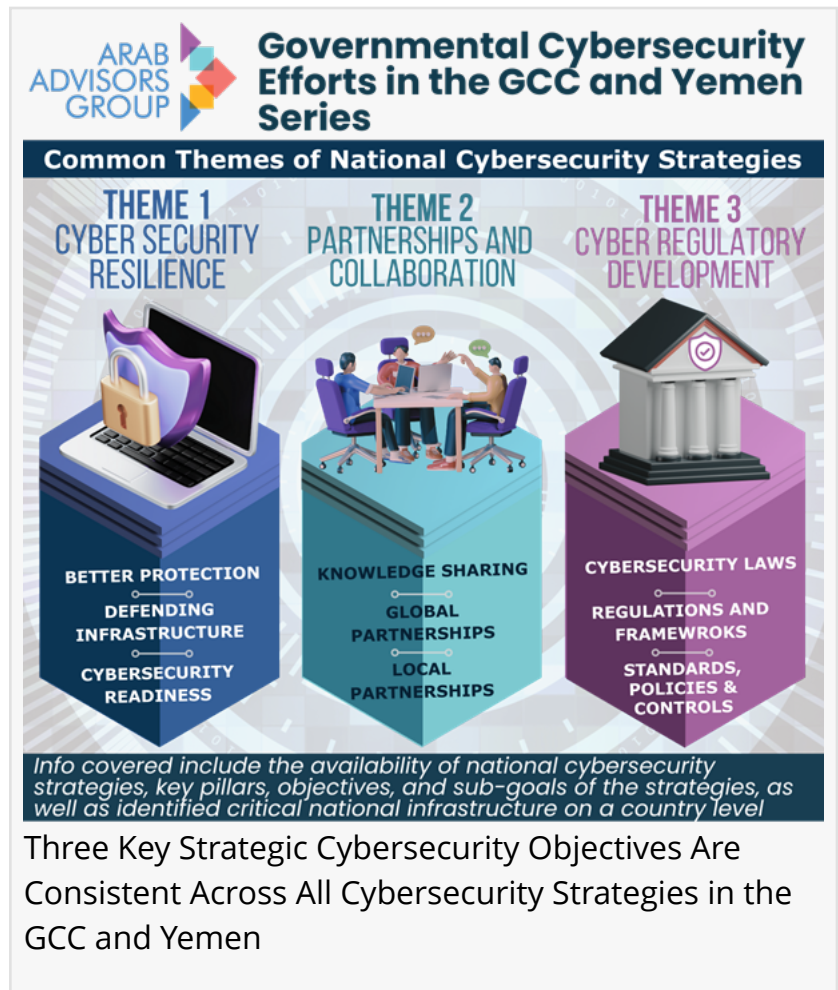 ARAB
ADVISORS
GROUP
Governmental Cybersecurity
Efforts in the GCC and Yemen
Series
Common Themes of National Cybersecurity Strategies
THEME 1
CYBER SECURITY
RESILIENCE
THEME 2
PARTNERSHIPS AND
COLLABORATION
THEME 3
CYBER REGULATORY
DEVELOPMENT
BETTER PROTECTION
DEFENDING
INFRASTRUCTURE
CYBERSECURITY
READINESS
KNOWLEDGE SHARING
GLOBAL
PARTNERSHIPS
LOCAL
PARTNERSHIPS
CYBERSECURITY LAWS
REGULATIONS AND
FRAMEWROKS
STANDARDS,
POLICIES &
CONTROLS
Info covered include the availability of national cybersecurity
strategies, key pillars, objectives, and sub-goals of the strategies, as
well as identified critical national infrastructure on a country level
Three Key Strategic Cybersecurity Objectives Are
Consistent Across All Cybersecurity Strategies in the
GCC and Yemen